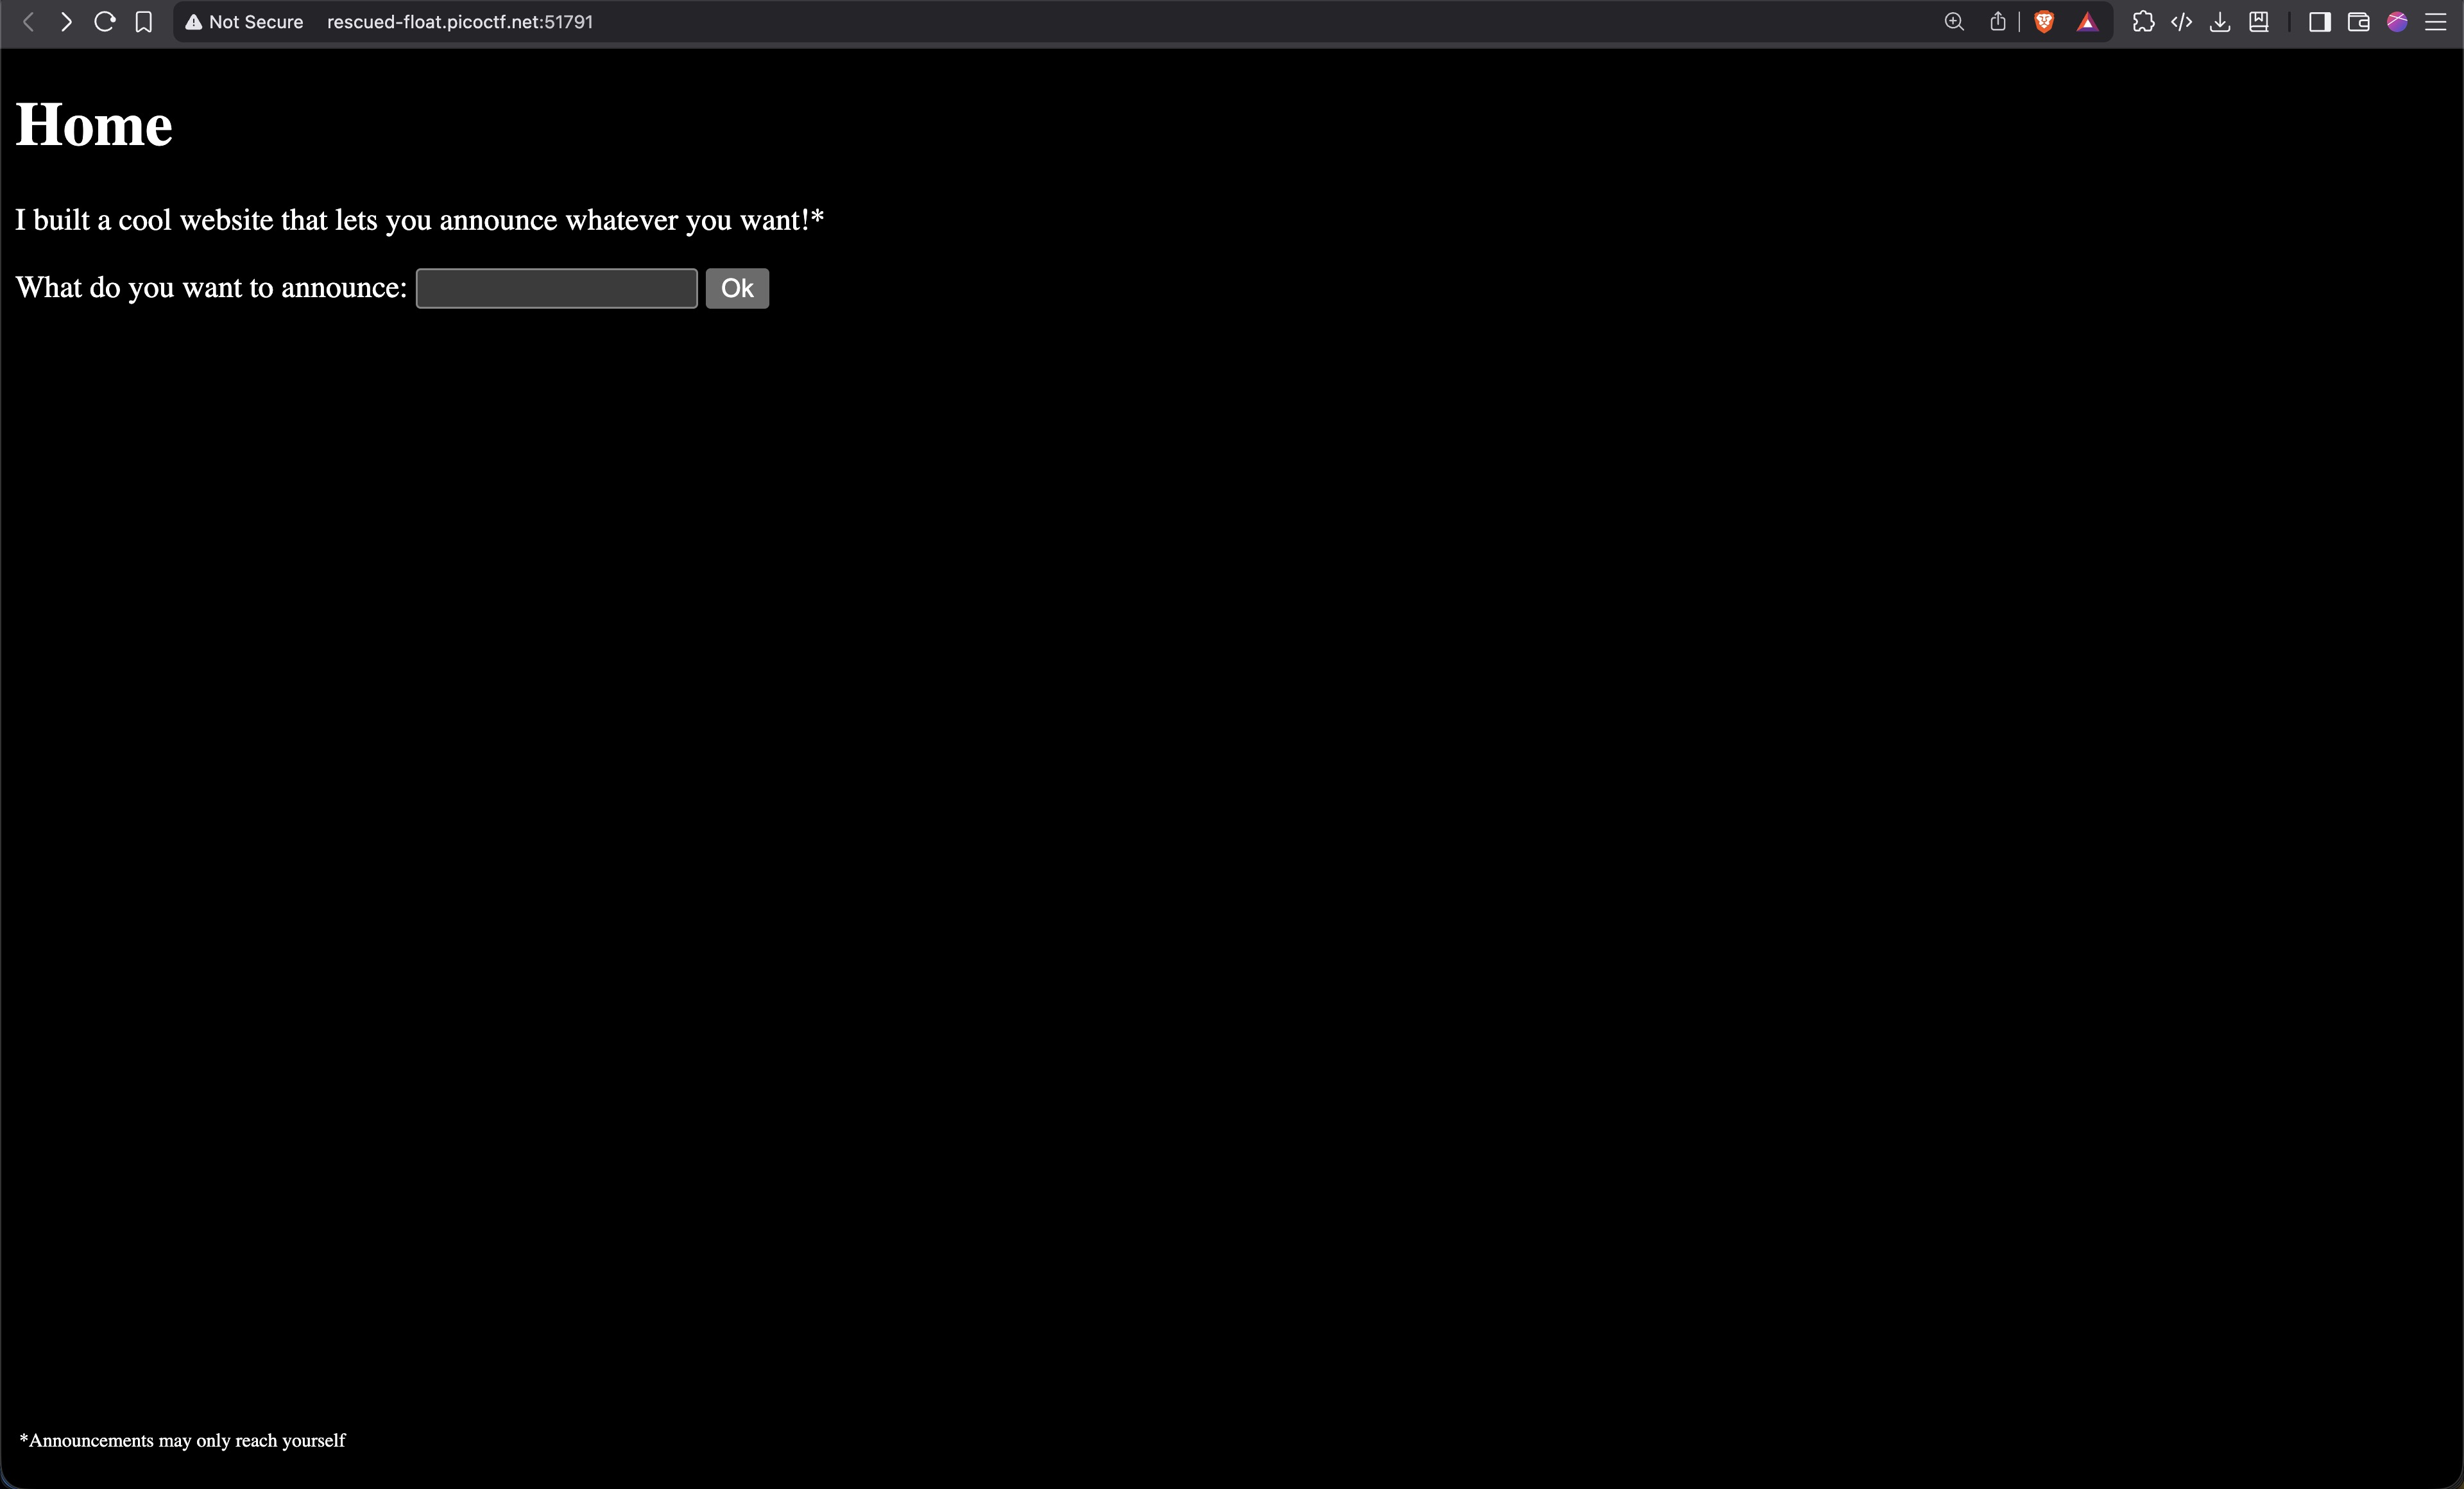 Not Secure rescued-float.picoctf.net:51791
Home
I built a cool website that lets you announce whatever you want!*
What do you want to announce: Ok
*Announcements may only reach yourself